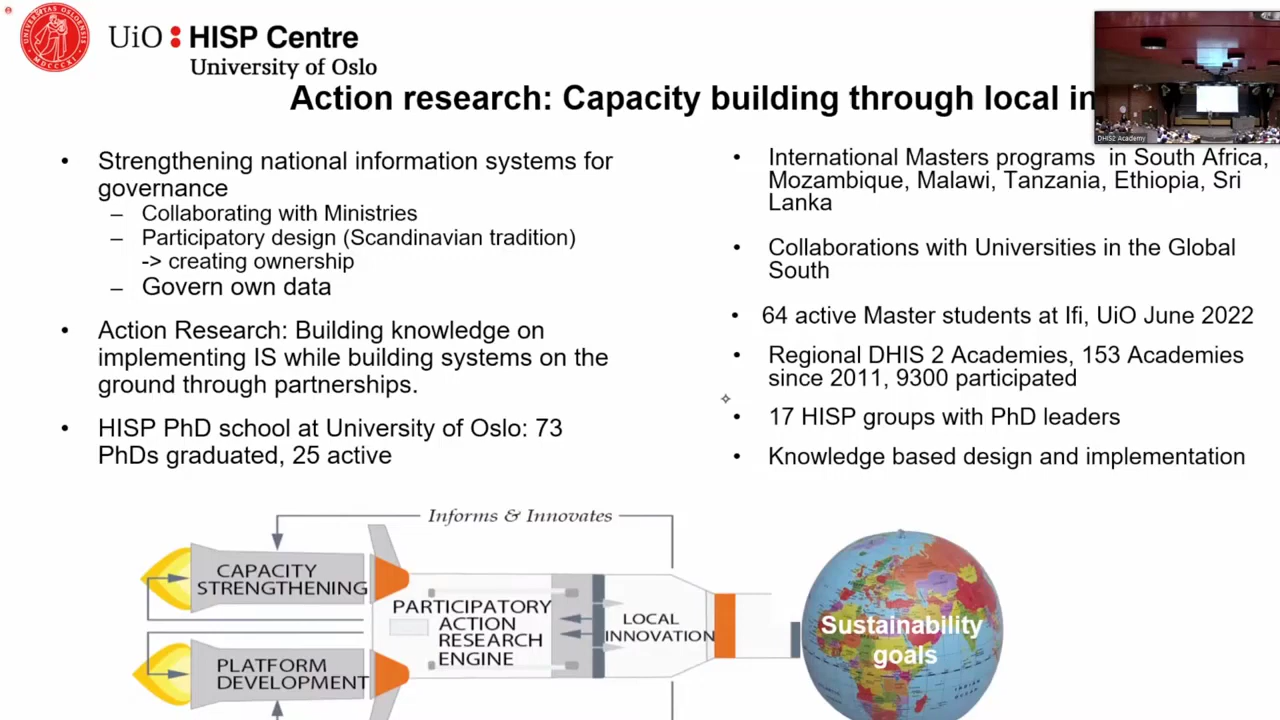 UiO HISP Centre
University of Oslo
Action research: Capacity building through local in
DHIS2 Academy
• Strengthening national information systems for
governance
– Collaborating with Ministries
– Participatory design (Scandinavian tradition)
-> creating ownership
– Govern own data
• Action Research: Building knowledge on
implementing IS while building systems on the
ground through partnerships.
• HISP PhD school at University of Oslo: 73
PhDs graduated, 25 active
• International Masters programs in South Africa,
Mozambique, Malawi, Tanzania, Ethiopia, Sri
Lanka
• Collaborations with Universities in the Global
South
• 64 active Master students at Ifi, UiO June 2022
• Regional DHIS 2 Academies, 153 Academies
since 2011, 9300 participated
• 17 HISP groups with PhD leaders
• Knowledge based design and implementation
Informs & Innovates
CAPACITY
STRENGTHENING
PARTICIPATORY
ACTION
RESEARCH
ENGINE
LOCAL
INNOVATION
PLATFORM
DEVELOPMENT
Sustainability
goals